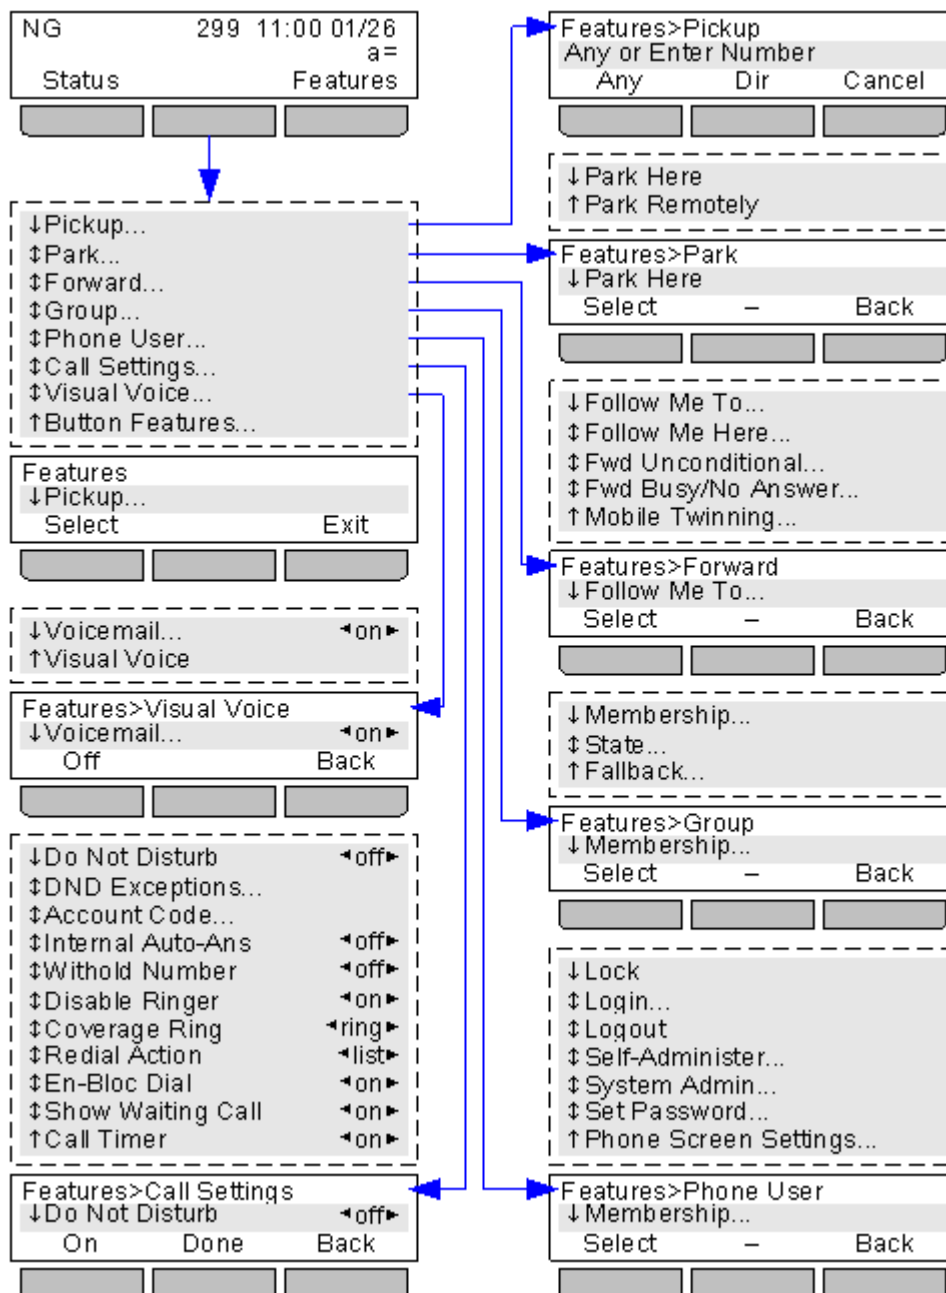 NG 299 11:00 01/26
a=
Status Features
↓Pickup...
↕Park...
↕Forward...
↕Group...
↕Phone User...
↕Call Settings...
↕Visual Voice...
↑Button Features...
Features
↓Pickup...
Select Exit
↓Voicemail... ◄on►
↑Visual Voice
Features>Visual Voice
↓Voicemail... ◄on►
Off Back
↓Do Not Disturb ◄off►
↕DND Exceptions...
↕Account Code...
↕Internal Auto-Ans ◄off►
↕Withold Number ◄off►
↕Disable Ringer ◄on►
↕Coverage Ring ◄ring►
↕Redial Action ◄list►
↕En-Bloc Dial ◄on►
↕Show Waiting Call ◄on►
↑Call Timer ◄on►
Features>Call Settings
↓Do Not Disturb ◄off►
On Done Back
Features>Pickup
Any or Enter Number
Any Dir Cancel
↓Park Here
↑Park Remotely
Features>Park
↓Park Here
Select – Back
↓Follow Me To...
↕Follow Me Here...
↕Fwd Unconditional...
↕Fwd Busy/No Answer...
↑Mobile Twinning...
Features>Forward
↓Follow Me To...
Select – Back
↓Membership...
↕State...
↑Fallback...
Features>Group
↓Membership...
Select – Back
↓Lock
↕Login...
↕Logout
↕Self-Administer...
↕System Admin...
↕Set Password...
↑Phone Screen Settings...
Features>Phone User
↓Membership...
Select – Back